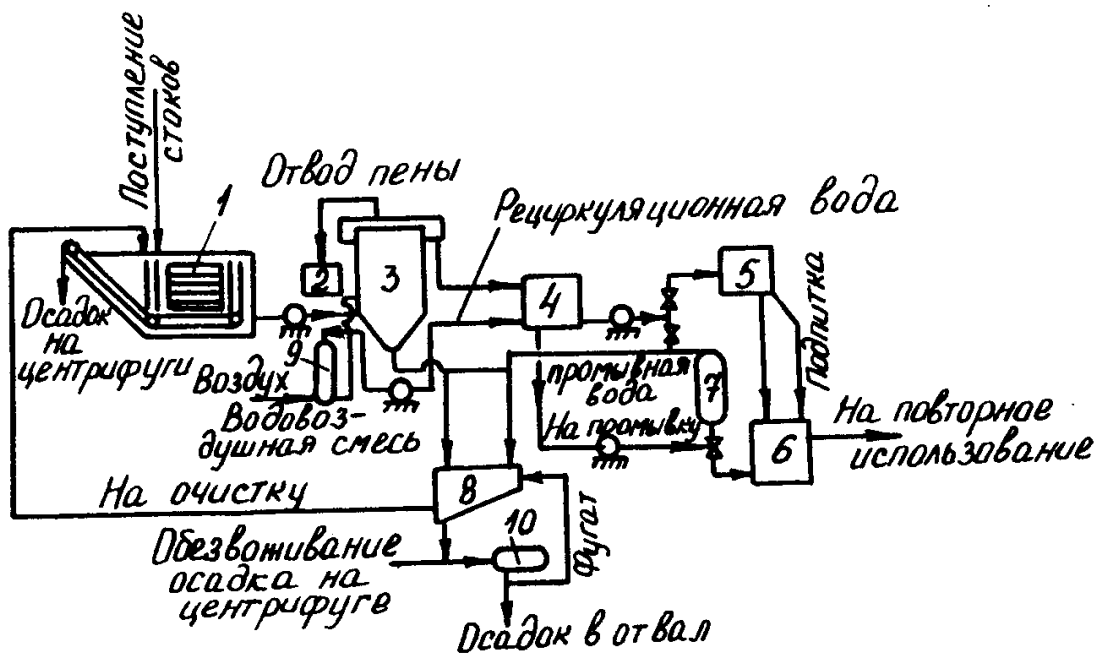 Поступление
стоков
1
Отвод пены
Рециркуляционная вода
2
3
4
5
Подпитка
Осадок
на
центрифуги
9
Воздух
Водовоз-
душная смесь
промывная
вода
7
На промывку
6
На повторное
использование
На очистку
8
Фугат
Обезвоживание
осадка на
центрифуге
10
Осадок в отвал